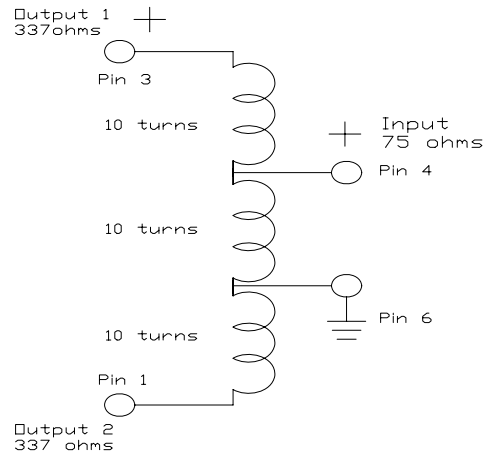 Output 1
337ohms
Pin 3
10 turns
Input
75 ohms
Pin 4
10 turns
Pin 6
10 turns
Pin 1
Output 2
337 ohms